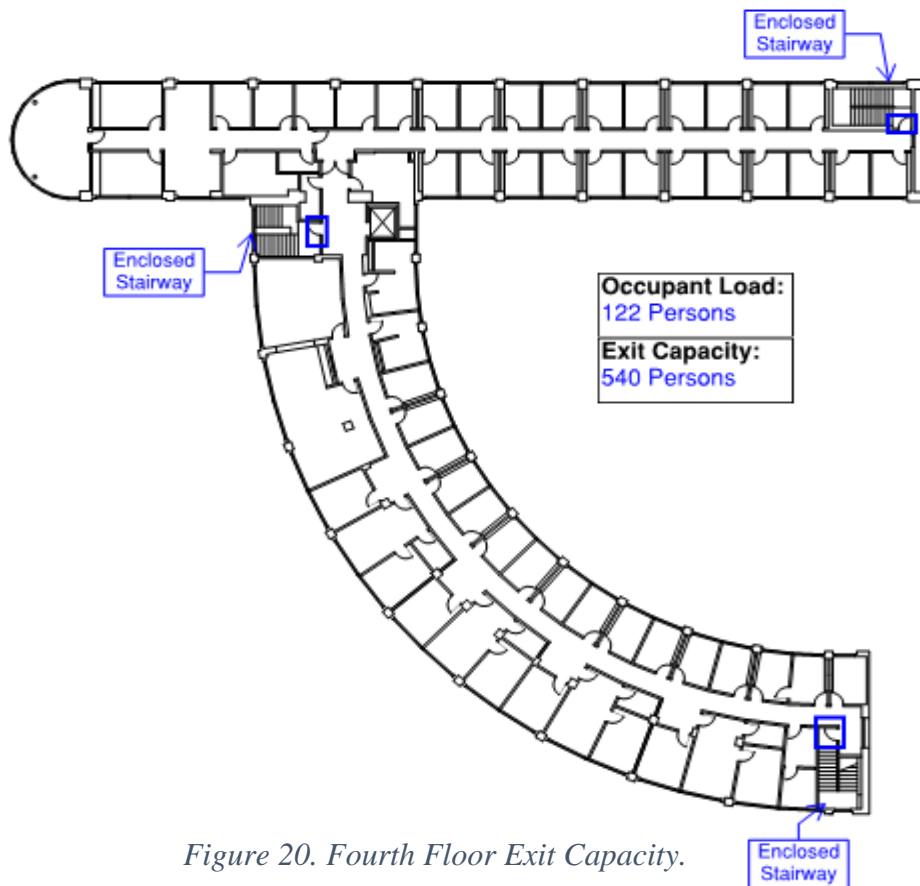 Enclosed
Stairway
Enclosed
Stairway
Occupant Load:
122 Persons
Exit Capacity:
540 Persons
Enclosed
Stairway
Figure 20. Fourth Floor Exit Capacity.